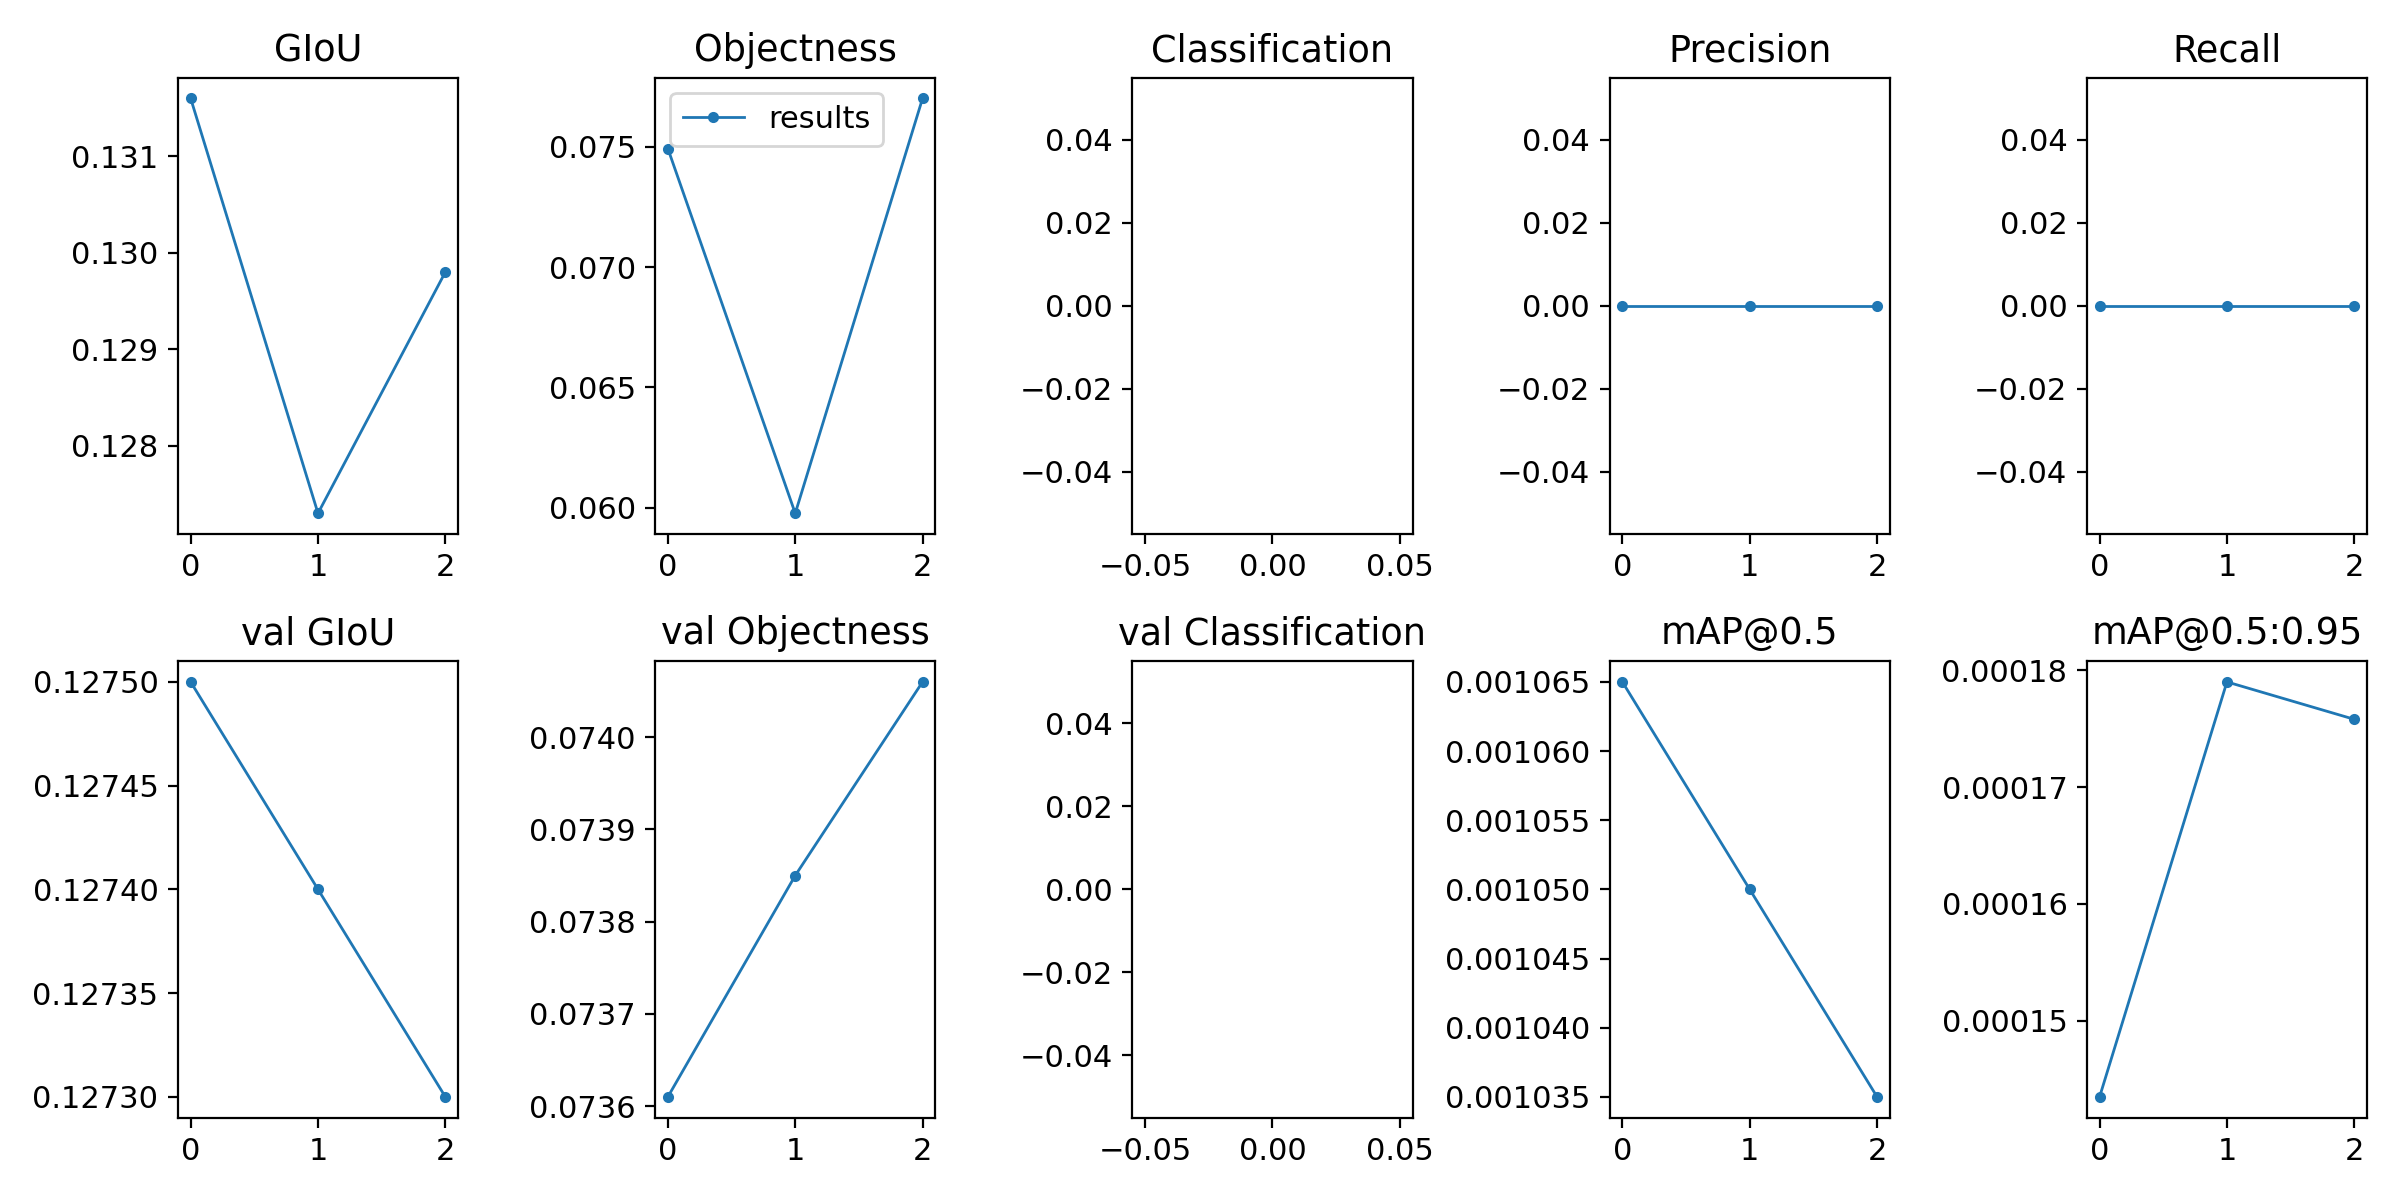 GIoU
Objectness
Classification
Precision
Recall
results
0.131
0.130
0.129
0.128
0 1 2
0.075
0.070
0.065
0.060
0 1 2
0.04
0.02
0.00
−0.02
−0.04
−0.05 0.00 0.05
0.04
0.02
0.00
−0.02
−0.04
0 1 2
0.04
0.02
0.00
−0.02
−0.04
0 1 2
val GIoU
val Objectness
val Classification
mAP@0.5
mAP@0.5:0.95
0.12750
0.12745
0.12740
0.12735
0.12730
0 1 2
0.0740
0.0739
0.0738
0.0737
0.0736
0 1 2
0.04
0.02
0.00
−0.02
−0.04
−0.05 0.00 0.05
0.001065
0.001060
0.001055
0.001050
0.001045
0.001040
0.001035
0 1 2
0.00018
0.00017
0.00016
0.00015
0 1 2